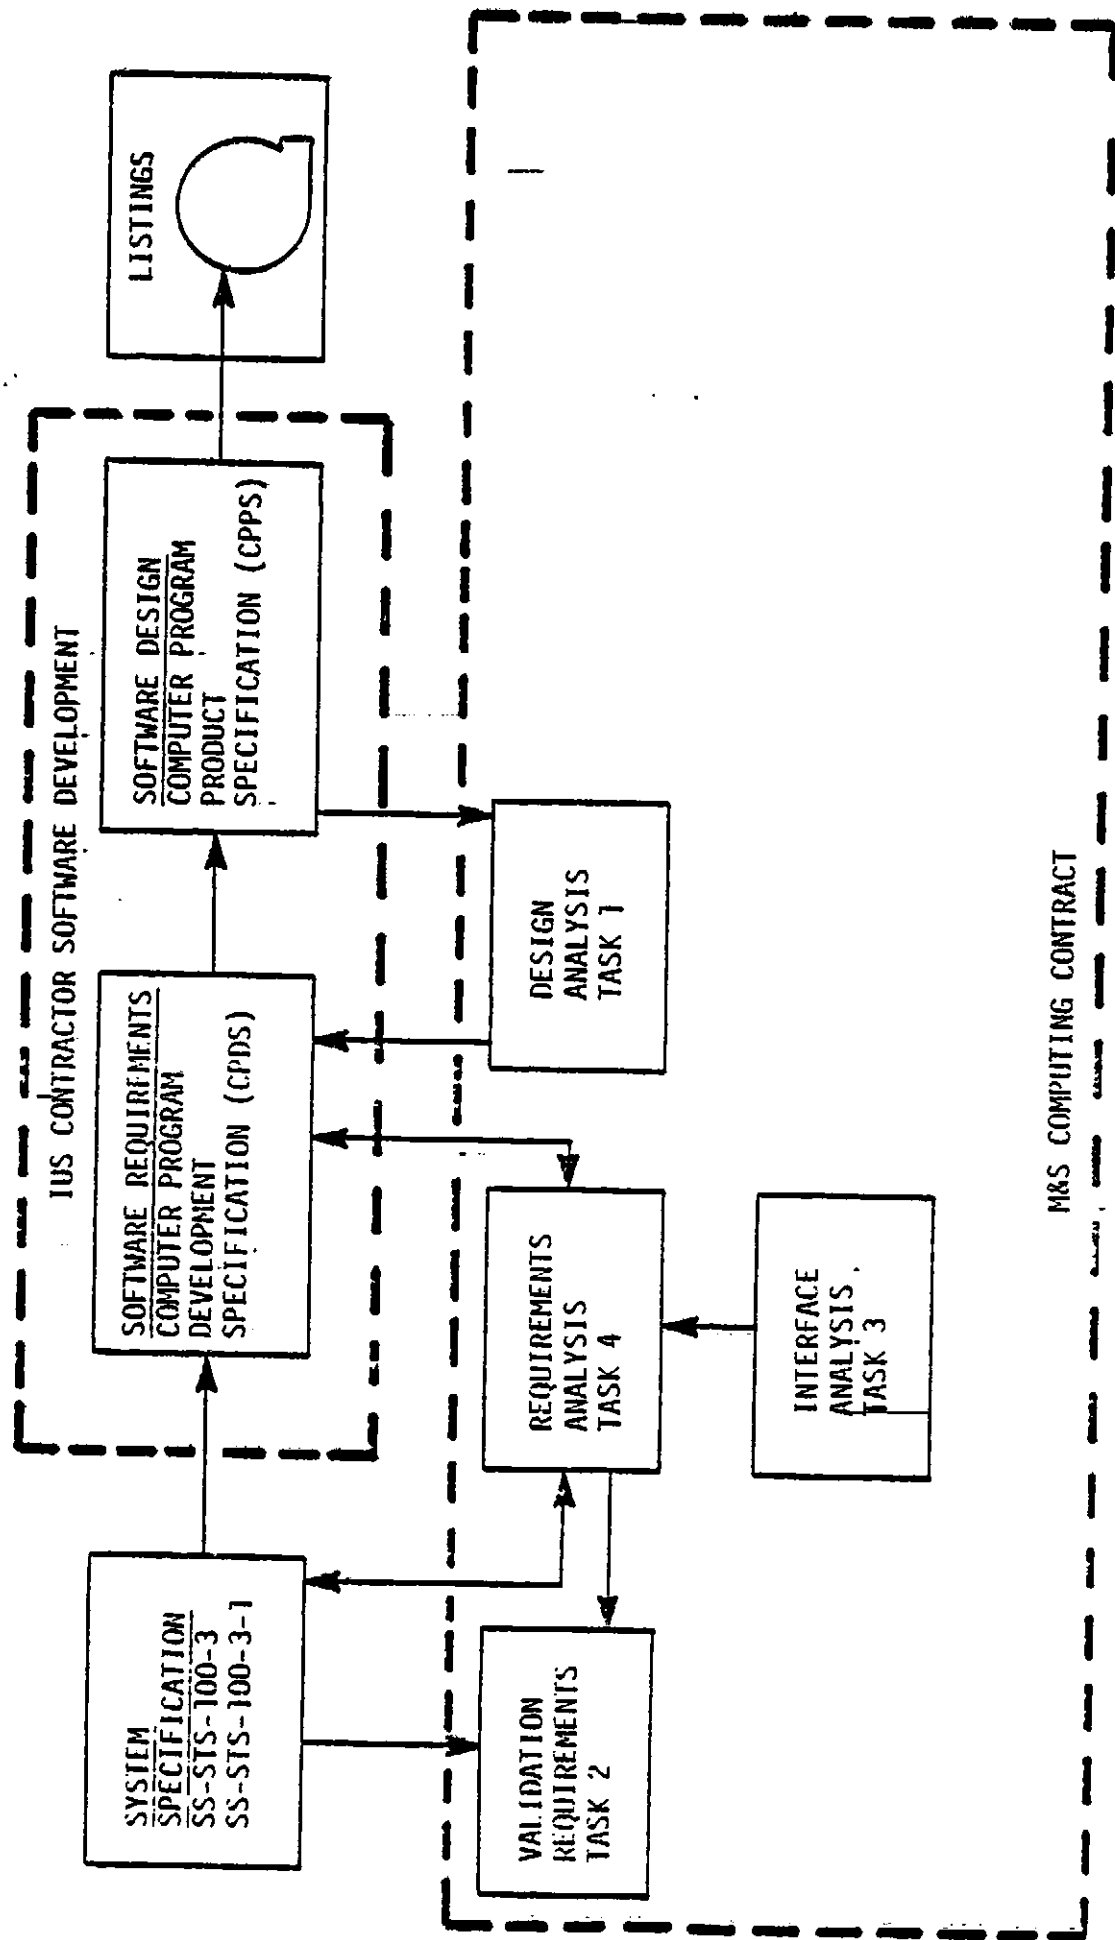 IUS CONTRACTOR SOFTWARE DEVELOPMENT
SYSTEM
SPECIFICATION
SS-STS-100-3
SS-STS-100-3-1
SOFTWARE REQUIREMENTS
COMPUTER PROGRAM
DEVELOPMENT
SPECIFICATION (CPDS)
SOFTWARE DESIGN
COMPUTER PROGRAM
PRODUCT
SPECIFICATION (CPPS)
LISTINGS
VALIDATION
REQUIREMENTS
TASK 2
REQUIREMENTS
ANALYSIS
TASK 4
DESIGN
ANALYSIS
TASK 1
INTERFACE
ANALYSIS
TASK 3
M&S COMPUTING CONTRACT